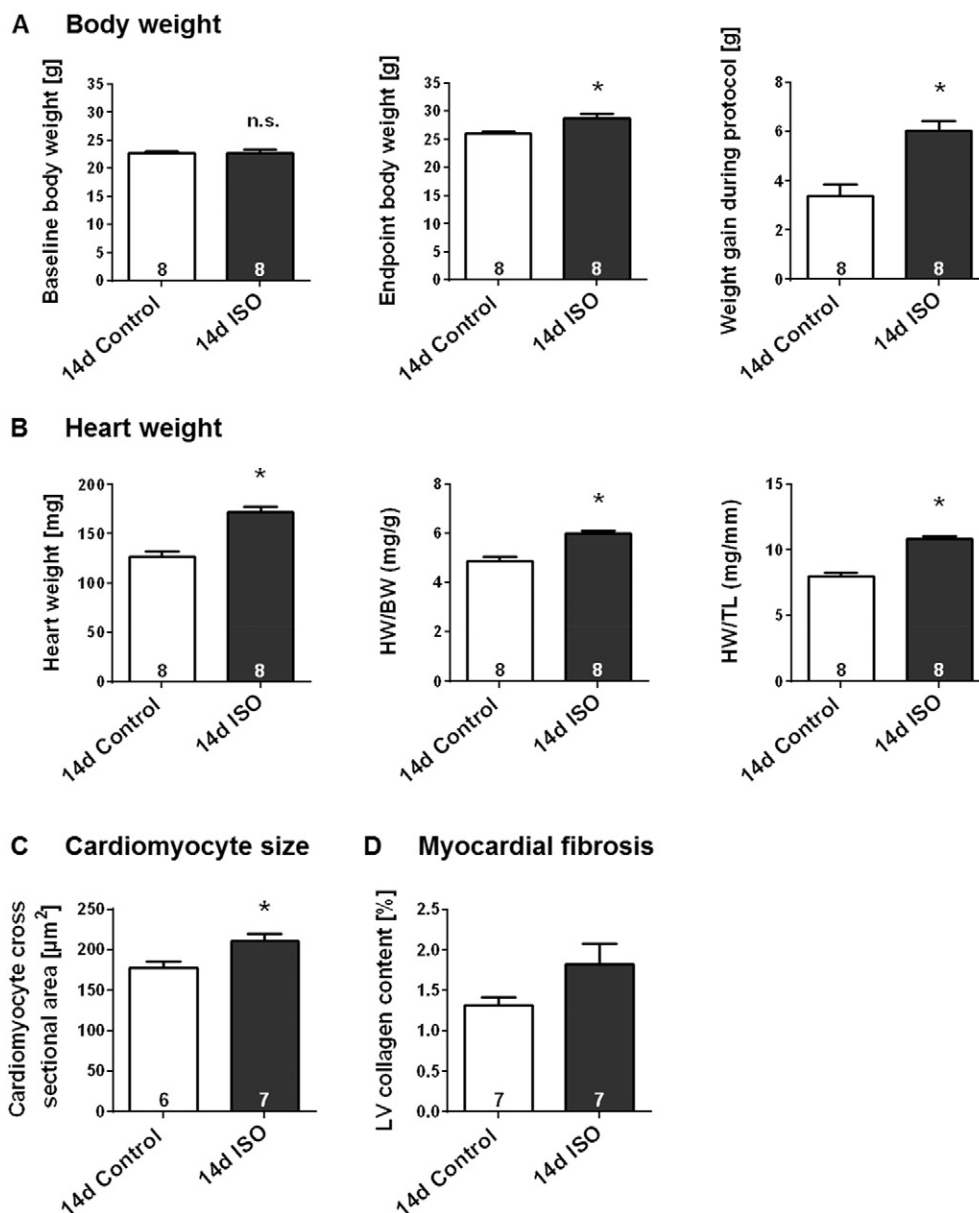 A Body weight
Baseline body weight [g]
35
30
25
20
15
10
5
0
n.s.
8
8
14d Control
14d ISO
Endpoint body weight [g]
35
30
25
20
15
10
5
0
*
8
8
14d Control
14d ISO
Weight gain during protocol [g]
8
6
4
2
0
*
8
8
14d Control
14d ISO
B Heart weight
Heart weight [mg]
200
150
100
50
0
*
8
8
14d Control
14d ISO
HW/BW (mg/g)
8
6
4
2
0
*
8
8
14d Control
14d ISO
HW/TL (mg/mm)
15
10
5
0
*
8
8
14d Control
14d ISO
C Cardiomyocyte size
Cardiomyocyte cross
sectional area [µm²]
250
200
150
100
50
0
*
6
7
14d Control
14d ISO
D Myocardial fibrosis
LV collagen content [%]
2.5
2.0
1.5
1.0
0.5
0.0
7
7
14d Control
14d ISO